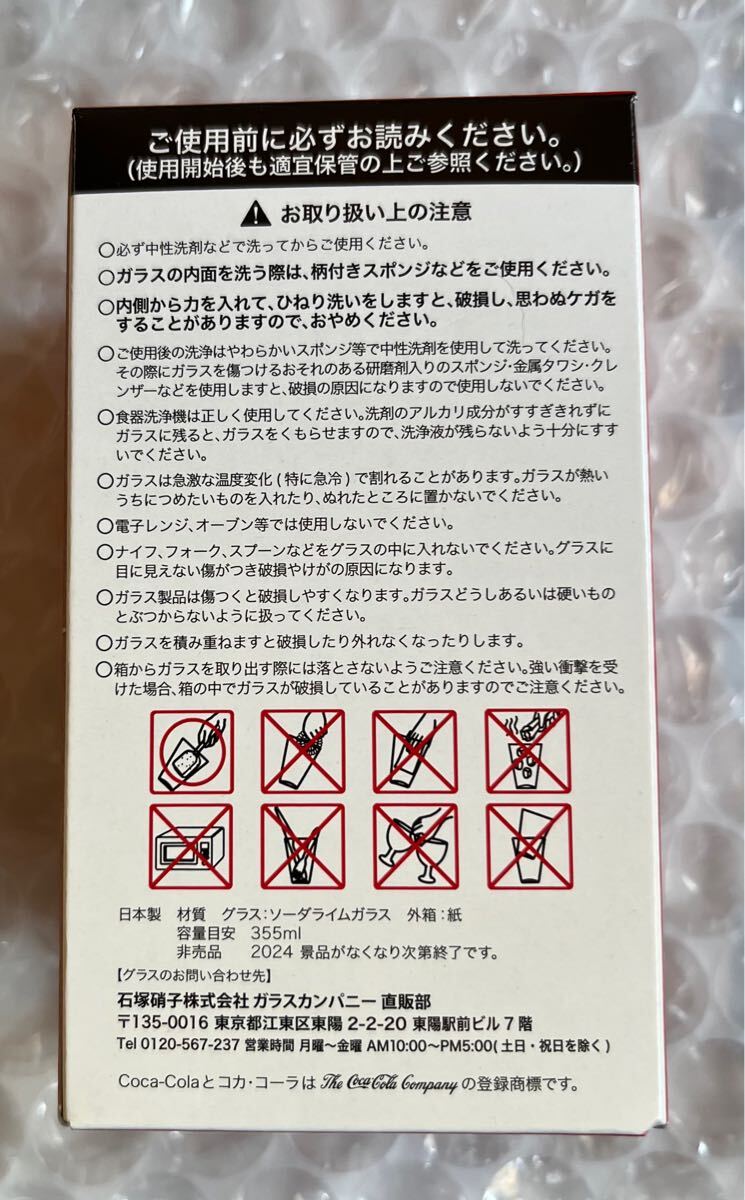 ご使用前に必ずお読みください。
(使用開始後も適宜保管の上ご参照ください。)
お取り扱い上の注意
○必ず中性洗剤などで洗ってからご使用ください。
○ガラスの内面を洗う際は、柄付きスポンジなどをご使用ください。
○内側から力を入れて、ひねり洗いをしますと、破損し、思わぬケガを
することがありますので、おやめください。
○ご使用後の洗浄はやわらかいスポンジ等で中性洗剤を使用して洗ってください。
その際にガラスを傷つけるおそれのある研磨剤入りのスポンジ・金属タワシ・クレ
ンザーなどを使用しますと、破損の原因になりますので使用しないでください。
○食器洗浄機は正しく使用してください。洗剤のアルカリ成分がすすぎきれずに
ガラスに残ると、ガラスをくもらせますので、洗浄液が残らないよう十分にすす
いでください。
○ガラスは急激な温度変化(特に急冷)で割れることがあります。ガラスが熱い
うちにつめたいものを入れたり、ぬれたところに置かないでください。
○電子レンジ、オーブン等では使用しないでください。
○ナイフ、フォーク、スプーンなどをグラスの中に入れないでください。グラスに
目に見えない傷がつき破損やけがの原因になります。
○ガラス製品は傷つくと破損しやすくなります。ガラスどうしあるいは硬いもの
とぶつからないように扱ってください。
○ガラスを積み重ねますと破損したり外れなくなったりします。
○箱からガラスを取り出す際には落とさないようご注意ください。強い衝撃を受
けた場合、箱の中でガラスが破損していることがありますのでご注意ください。
日本製 材質 グラス:ソーダライムガラス 外箱:紙
容量目安 355ml
非売品 2024 景品がなくなり次第終了です。
【グラスのお問い合わせ先】
石塚硝子株式会社 ガラスカンパニー 直販部
〒135-0016 東京都江東区東陽 2-2-20 東陽駅前ビル 7 階
Tel 0120-567-237 営業時間 月曜~金曜 AM10:00~PM5:00(土日・祝日を除く)
Coca-Colaとコカ・コーラは The Coca-Cola Company の登録商標です。